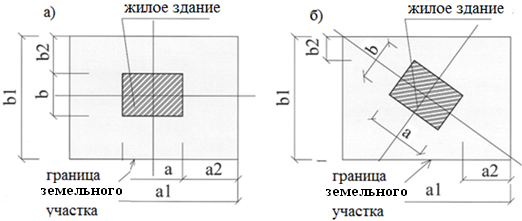 а)
жилое здание
b2
b
b1
a
a2
a1
граница
земельного
участка
б)
жилое здание
b2
b
b1
a
a2
a1
граница
земельного
участка